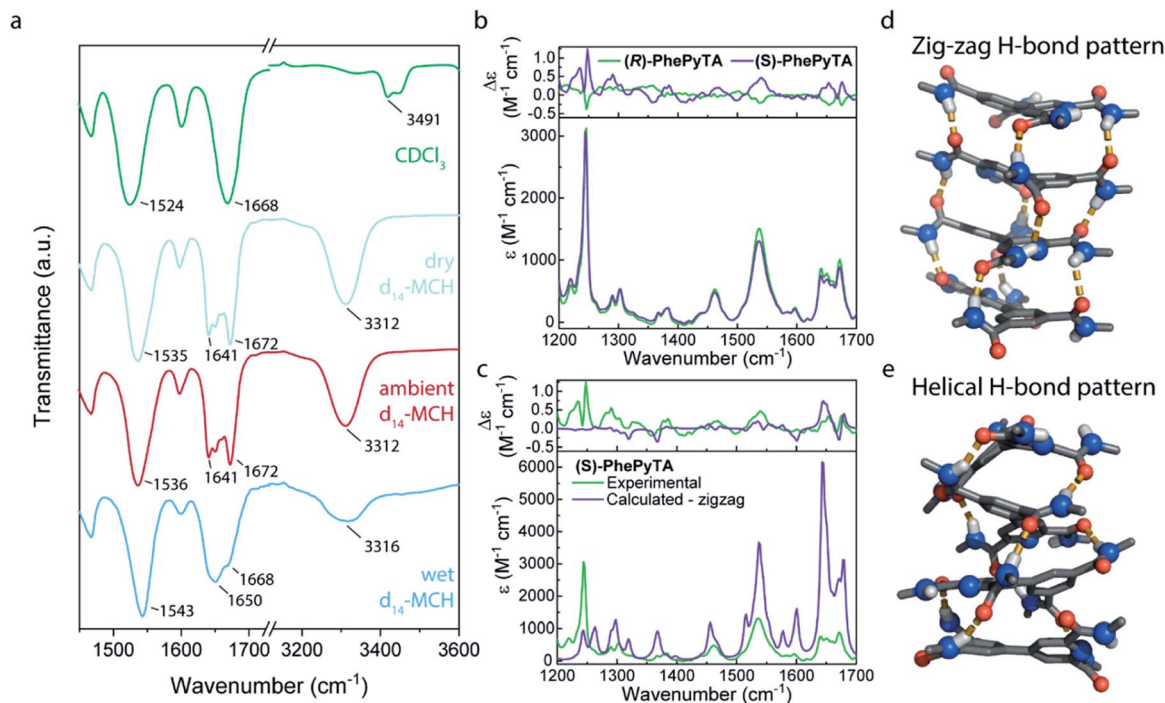 a
Transmittance (a.u.)
3491
CDCl3
1524
1668
dry
d14-MCH
3312
1535
1641
1672
ambient
d14-MCH
3312
1536
1641
1672
wet
d14-MCH
3316
1668
1650
1543
1500 1600 1700 3400 3600
Wavenumber (cm-1)
b
(R)-PhePyTA (S)-PhePyTA
Δε
(M-1 cm-1)
1.0
0.5
0.0
-0.5
ε (M-1 cm-1)
3000
2000
1000
0
1200 1300 1400 1500 1600 1700
Wavenumber (cm-1)
c
Δε
(M-1 cm-1)
1.0
0.5
0.0
-0.5
(S)-PhePyTA
Experimental
Calculated - zigzag
ε (M-1 cm-1)
6000
5000
4000
3000
2000
1000
0
1200 1300 1400 1500 1600 1700
Wavenumber (cm-1)
d
Zig-zag H-bond pattern
e
Helical H-bond pattern